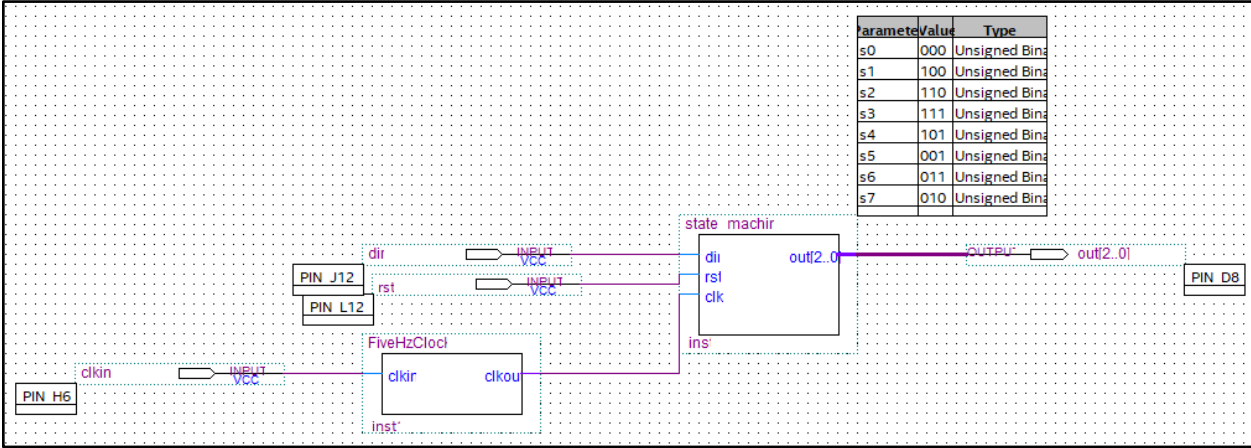 Paramete Value Type
s0 000 Unsigned Bina
s1 100 Unsigned Bina
s2 110 Unsigned Bina
s3 111 Unsigned Bina
s4 101 Unsigned Bina
s5 001 Unsigned Bina
s6 011 Unsigned Bina
s7 010 Unsigned Bina
state_machin
dir INPUT VCC
dir out[2..0]
OUTPUT out[2..0]
PIN_J12
rst INPUT VCC
rst
PIN_D8
PIN_L12
clk
inst
FiveHzClock
clkin INPUT VCC
clkin clkout
PIN_H6
inst1